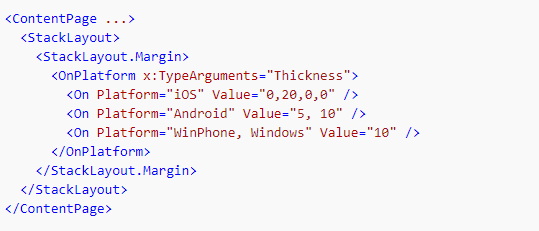 <ContentPage ...>
  <StackLayout>
    <StackLayout.Margin>
      <OnPlatform x:TypeArguments="Thickness">
        <On Platform="iOS" Value="0,20,0,0" />
        <On Platform="Android" Value="5, 10" />
        <On Platform="WinPhone, Windows" Value="10" />
      </OnPlatform>
    </StackLayout.Margin>
  </StackLayout>
</ContentPage>